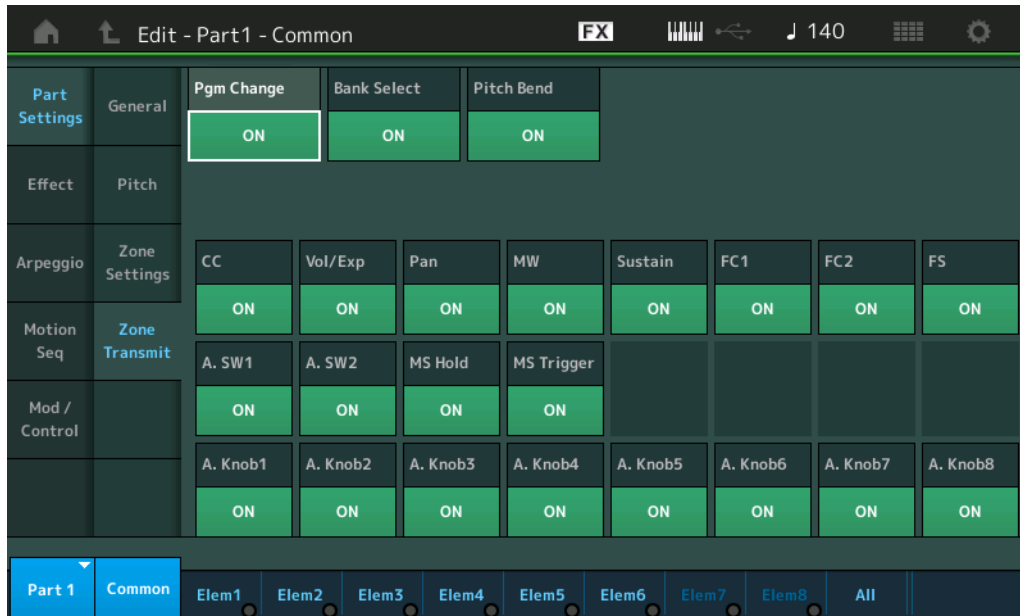 Edit - Part1 - Common FX ♩ 140
Part Settings
General
Effect
Pitch
Arpeggio
Zone Settings
Motion Seq
Zone Transmit
Mod / Control
Pgm Change Bank Select Pitch Bend
ON ON ON
CC Vol/Exp Pan MW Sustain FC1 FC2 FS
ON ON ON ON ON ON ON ON
A. SW1 A. SW2 MS Hold MS Trigger
ON ON ON ON
A. Knob1 A. Knob2 A. Knob3 A. Knob4 A. Knob5 A. Knob6 A. Knob7 A. Knob8
ON ON ON ON ON ON ON ON
Part 1 Common Elem1 Elem2 Elem3 Elem4 Elem5 Elem6 Elem7 Elem8 All